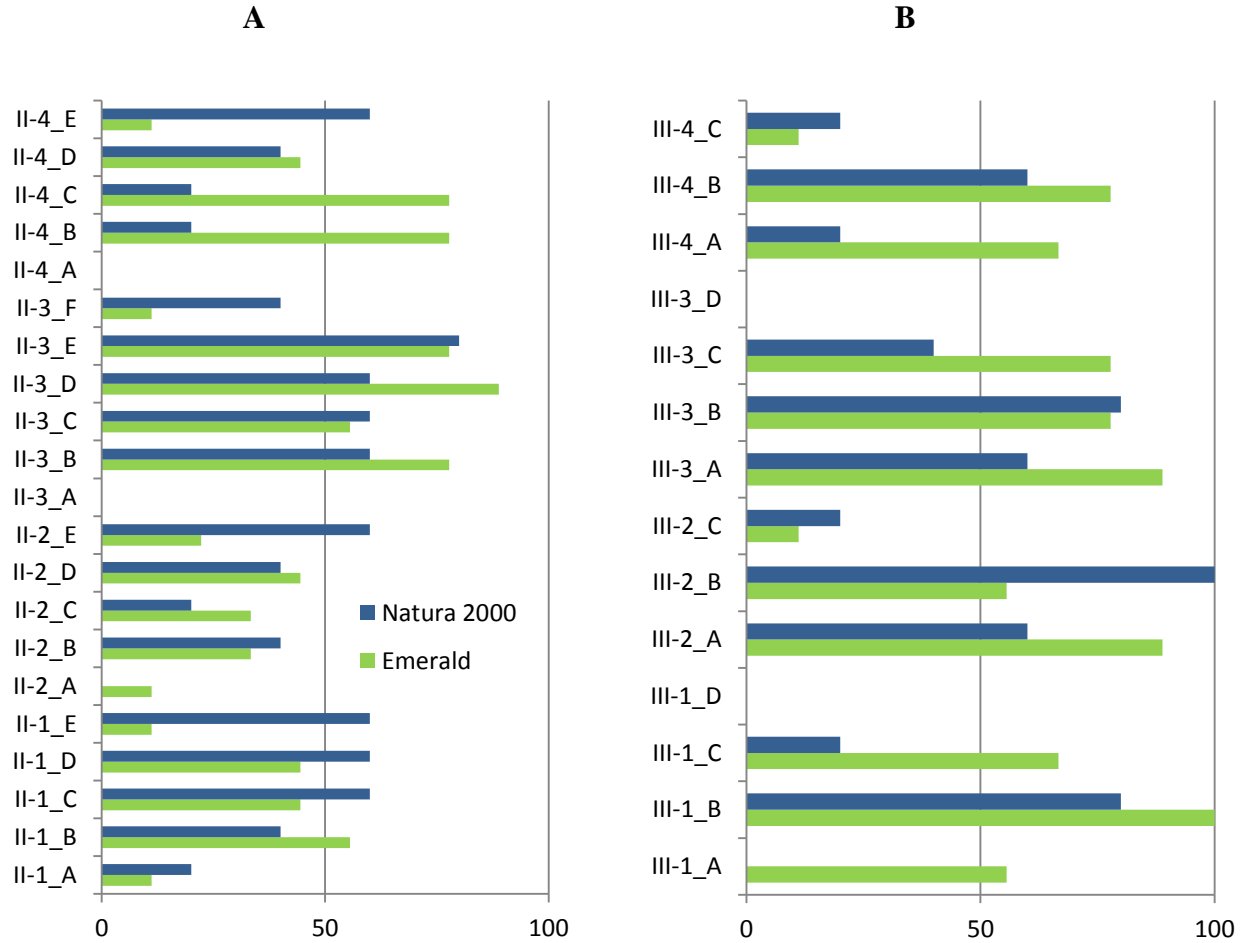 A
B
II-4_E
II-4_D
II-4_C
II-4_B
II-4_A
II-3_F
II-3_E
II-3_D
II-3_C
II-3_B
II-3_A
II-2_E
II-2_D
II-2_C
II-2_B
II-2_A
II-1_E
II-1_D
II-1_C
II-1_B
II-1_A
Natura 2000
Emerald
0 50 100
III-4_C
III-4_B
III-4_A
III-3_D
III-3_C
III-3_B
III-3_A
III-2_C
III-2_B
III-2_A
III-1_D
III-1_C
III-1_B
III-1_A
0 50 100